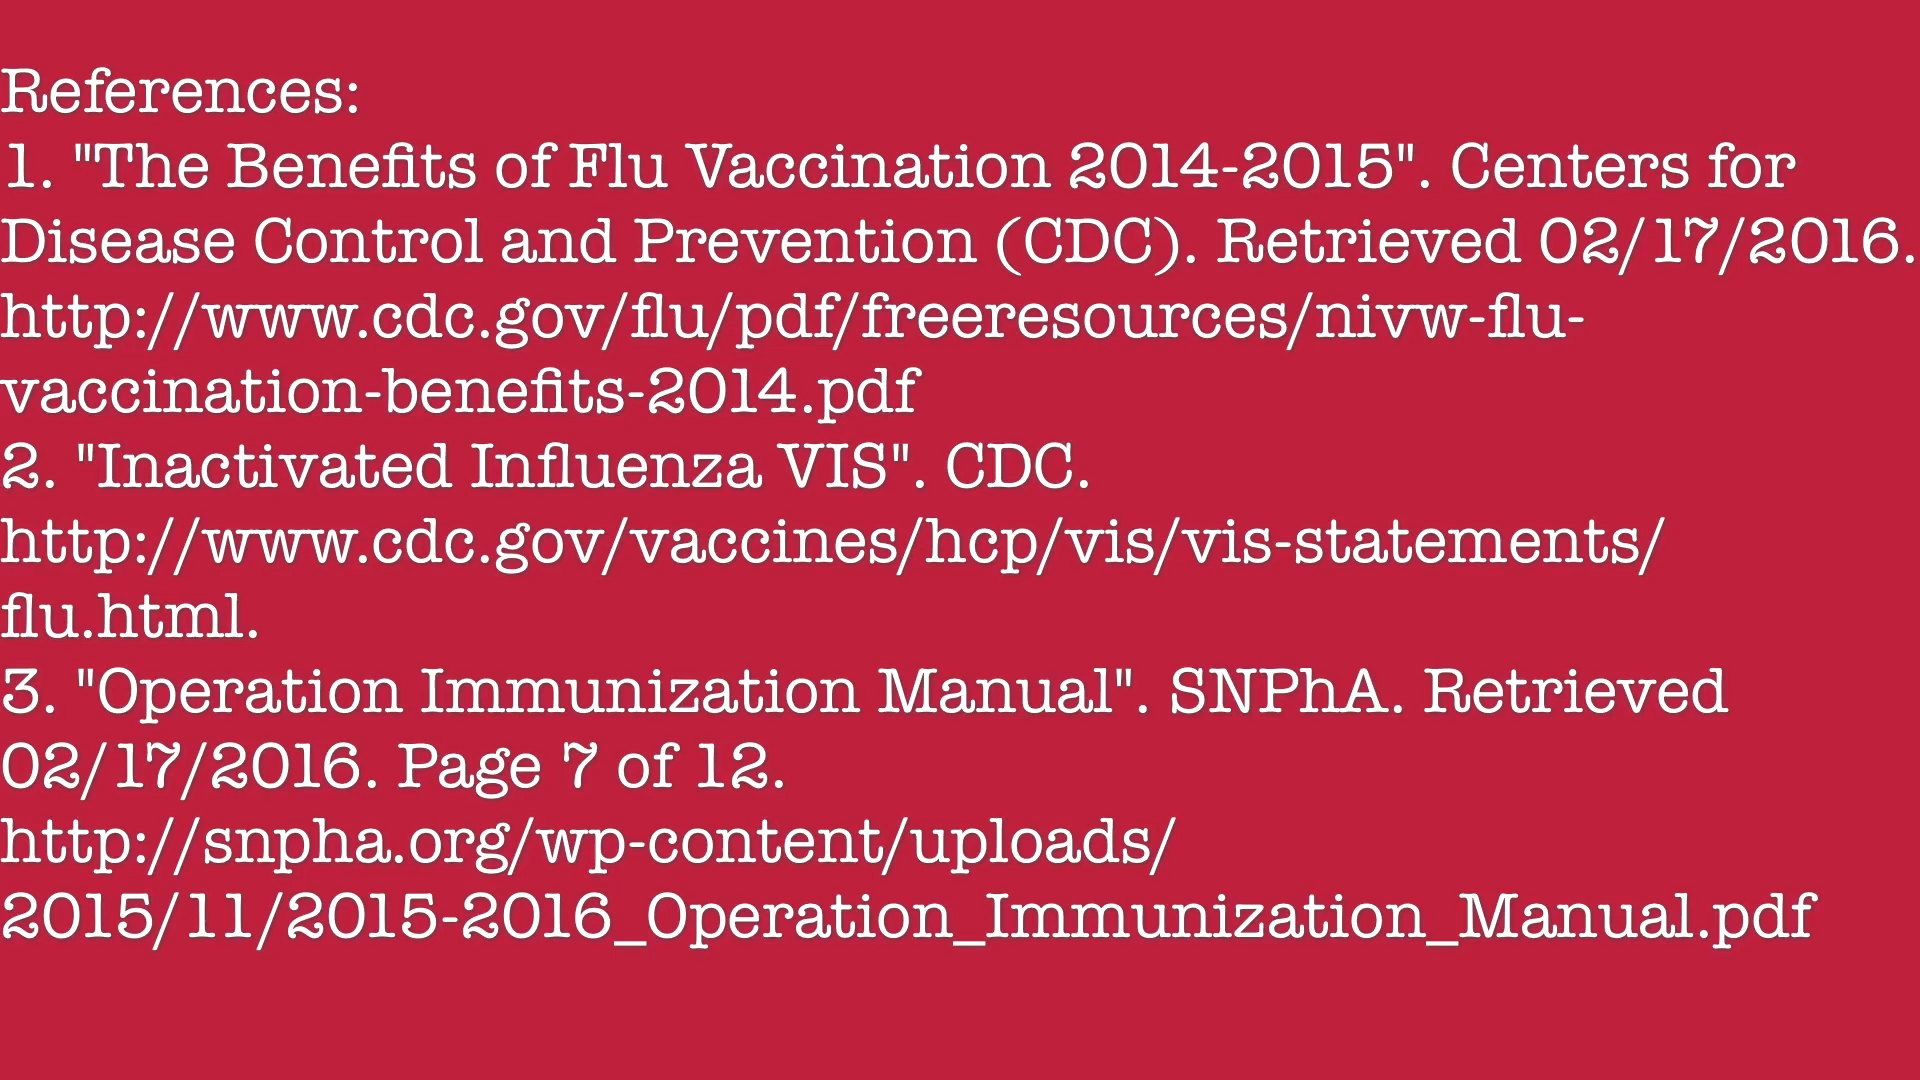 References:
1. "The Benefits of Flu Vaccination 2014-2015". Centers for
Disease Control and Prevention (CDC). Retrieved 02/17/2016.
http://www.cdc.gov/flu/pdf/freeresources/nivw-flu-
vaccination-benefits-2014.pdf
2. "Inactivated Influenza VIS". CDC.
http://www.cdc.gov/vaccines/hcp/vis/vis-statements/
flu.html.
3. "Operation Immunization Manual". SNPhA. Retrieved
02/17/2016. Page 7 of 12.
http://snpha.org/wp-content/uploads/
2015/11/2015-2016_Operation_Immunization_Manual.pdf